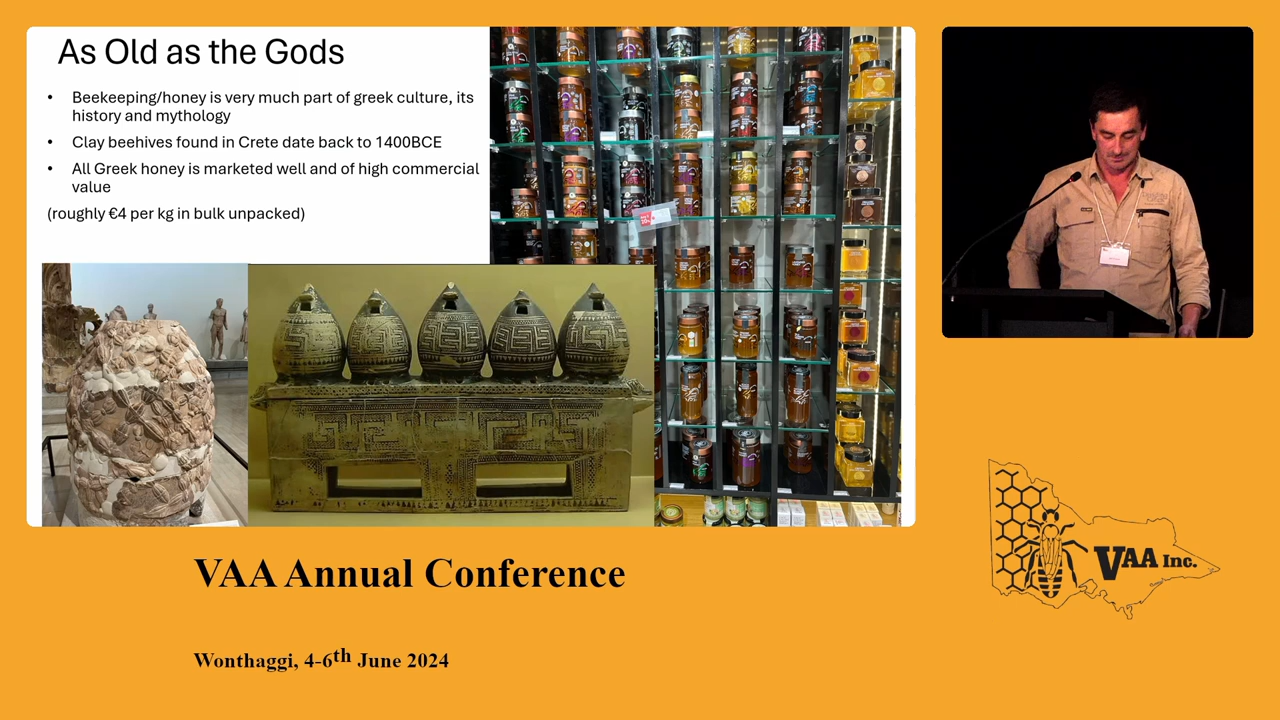 As Old as the Gods
• Beekeeping/honey is very much part of greek culture, its
history and mythology
• Clay beehives found in Crete date back to 1400BCE
• All Greek honey is marketed well and of high commercial
value
(roughly €4 per kg in bulk unpacked)
VAA Inc.
VAA Annual Conference
Wonthaggi, 4-6th June 2024